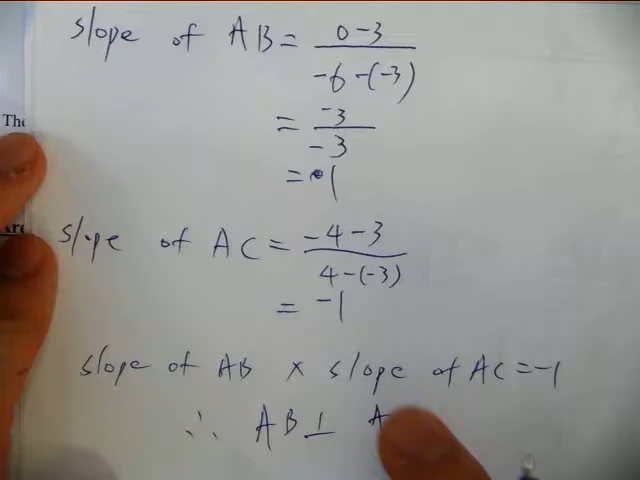 slope of AB = 0-3 / -6-(-3)
= -3 / -3
= 1
slope of AC = -4-3 / 4-(-3)
= -1
slope of AB × slope of AC = -1
∴ AB ⊥ A
The